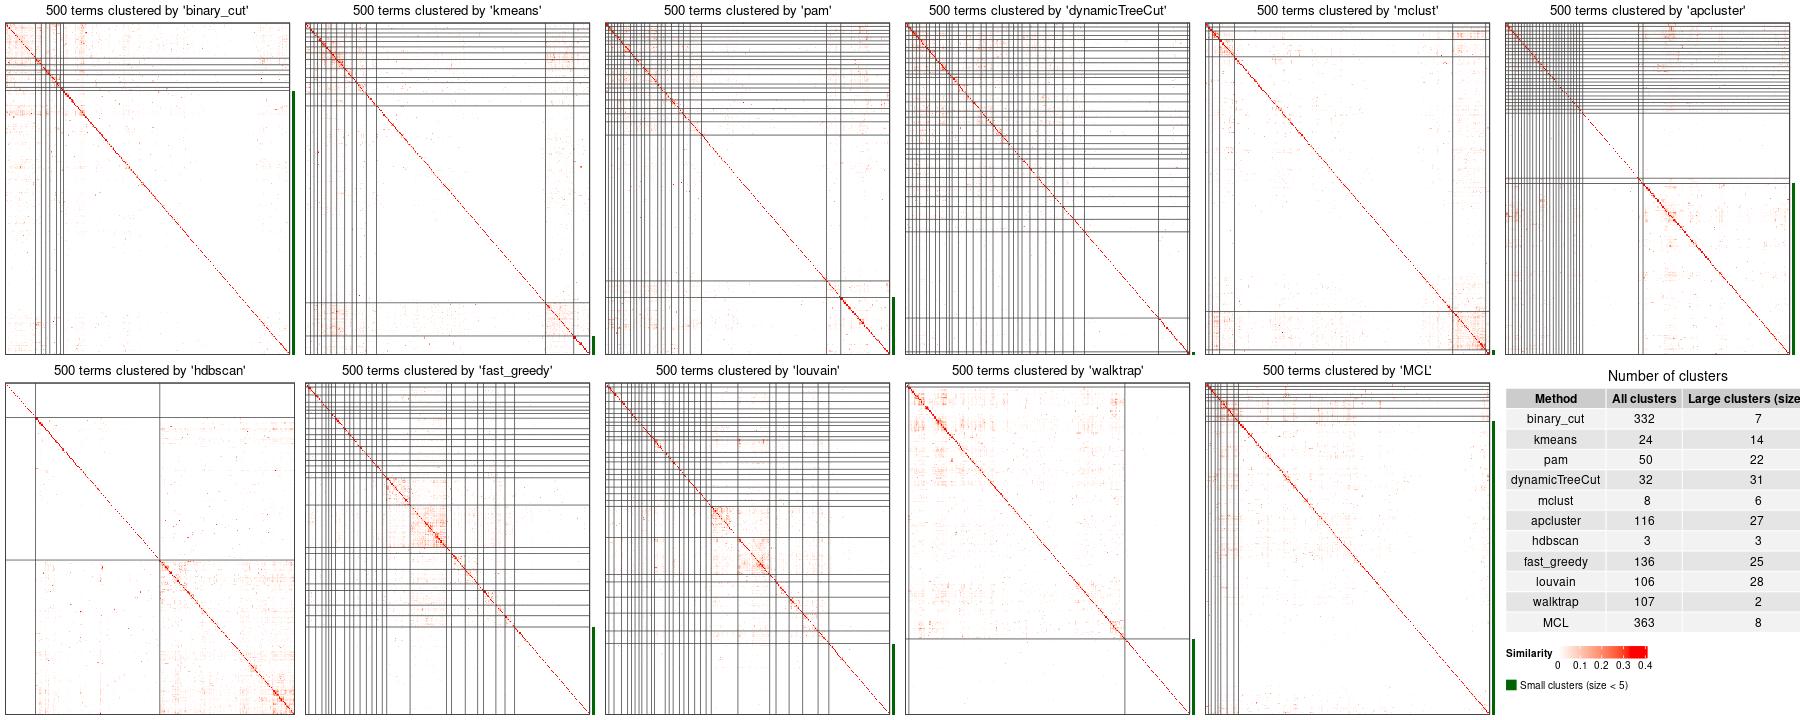 500 terms clustered by 'binary_cut'
500 terms clustered by 'kmeans'
500 terms clustered by 'pam'
500 terms clustered by 'dynamicTreeCut'
500 terms clustered by 'mclust'
500 terms clustered by 'apcluster'
500 terms clustered by 'hdbscan'
500 terms clustered by 'fast_greedy'
500 terms clustered by 'louvain'
500 terms clustered by 'walktrap'
500 terms clustered by 'MCL'
Number of clusters
Method All clusters Large clusters (size
binary_cut 332 7
kmeans 24 14
pam 50 22
dynamicTreeCut 32 31
mclust 8 6
apcluster 116 27
hdbscan 3 3
fast_greedy 136 25
louvain 106 28
walktrap 107 2
MCL 363 8
Similarity
0 0.1 0.2 0.3 0.4
Small clusters (size < 5)